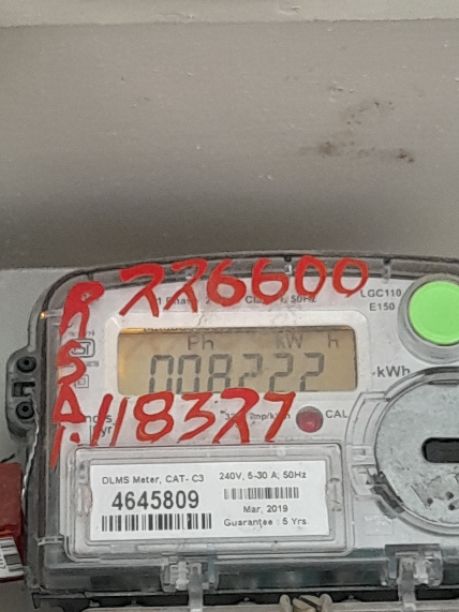 226600
LGC110
E150
Ph kW h
008222
kWh
118327
CAL
DLMS Meter, CAT- C3
4645809
240V, 5-30 A; 50Hz
Mar, 2019
Guarantee : 5 Yrs.